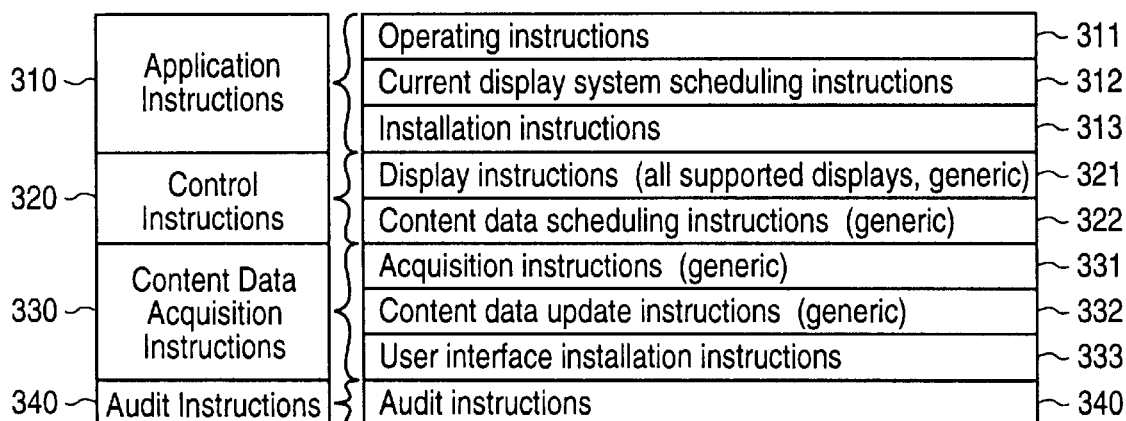 310
Application
Instructions
Operating instructions
311
Current display system scheduling instructions
312
Installation instructions
313
320
Control
Instructions
Display instructions (all supported displays, generic)
321
Content data scheduling instructions (generic)
322
330
Content Data
Acquisition
Instructions
Acquisition instructions (generic)
331
Content data update instructions (generic)
332
User interface installation instructions
333
340
Audit Instructions
Audit instructions
340